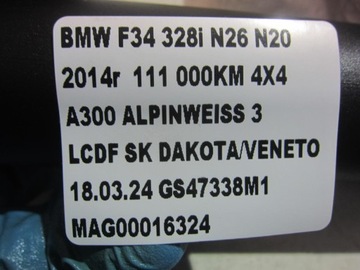 BMW F34 328i N26 N20
2014r 111 000KM 4X4
A300 ALPINWEISS 3
LCDF SK DAKOTA/VENETO
18.03.24 GS47338M1
MAG00016324